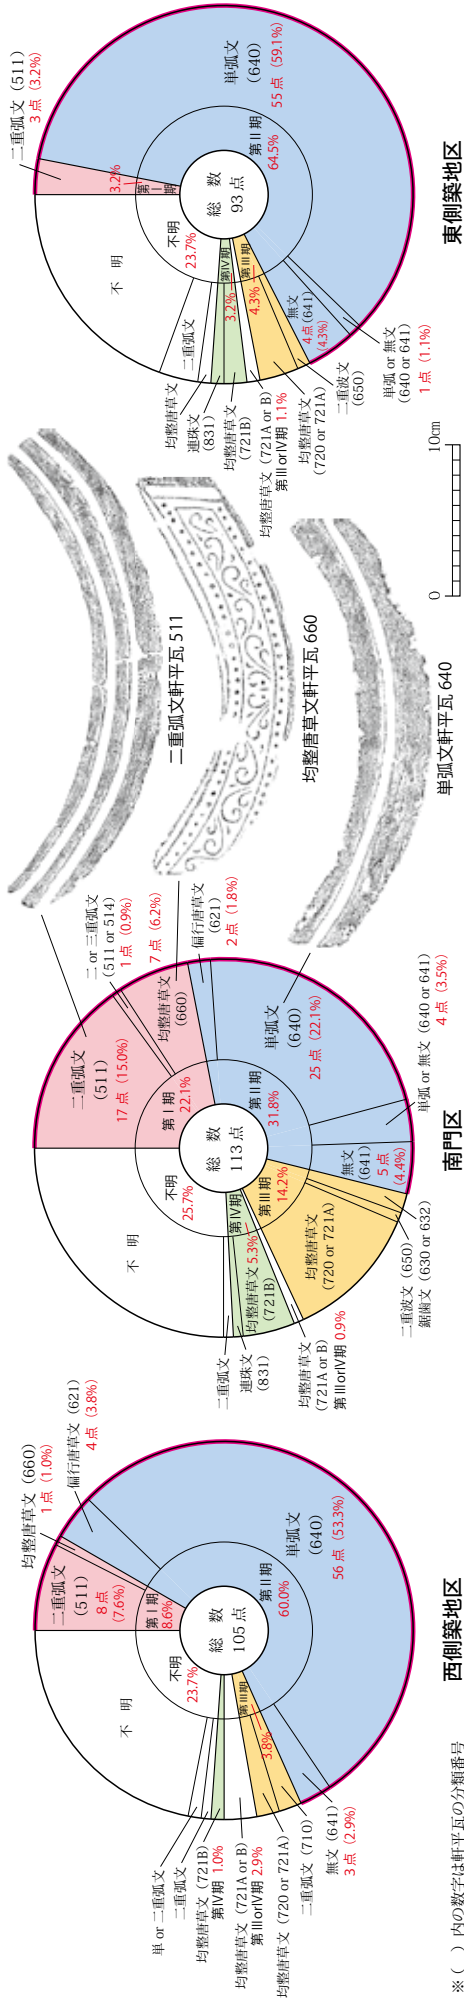 均整唐草文 (660)
1点 (1.0%)
偏行唐草文 (621)
4点 (3.8%)
二重弧文
(511)
8点
(7.6%)
第Ⅰ期
8.6%
単弧文
(640)
56点 (53.3%)
第Ⅱ期
60.0%
総 数
105点
不明
23.7%
不 明
第Ⅲ期
3.8%
単 or 二重弧文
二重弧文
均整唐草文 (721B)
第Ⅳ期 1.0%
均整唐草文 (721A or B)
第ⅢorⅣ期 2.9%
均整唐草文 (720 or 721A)
二重弧文 (710)
無文 (641)
3点 (2.9%)
西側築地区
※( )内の数字は軒平瓦の分類番号
二重弧文
(511)
17点 (15.0%)
二 or 三重弧文
(511 or 514)
1点 (0.9%)
7点 (6.2%)
均整唐草文
(660)
偏行唐草文
(621)
2点 (1.8%)
第Ⅰ期
22.1%
単弧文
(640)
25点 (22.1%)
第Ⅱ期
31.8%
総 数
113点
不明
25.7%
不 明
第Ⅳ期
5.3%
第Ⅲ期
14.2%
二重弧文
連珠文
(831)
均整唐草文
(721B)
均整唐草文
(721A or B)
第ⅢorⅣ期 0.9%
均整唐草文
(720 or 721A)
二重波文 (650)
鋸歯文 (630 or 632)
無文
(641)
5点
(4.4%)
単弧 or 無文 (640 or 641)
4点 (3.5%)
南門区
二重弧文軒平瓦 511
均整唐草文軒平瓦 660
単弧文軒平瓦 640
0 10cm
二重弧文 (511)
3点 (3.2%)
3.2%
第Ⅰ期
単弧文
(640)
55点 (59.1%)
第Ⅱ期
64.5%
総 数
93点
不明
23.7%
不 明
第Ⅳ期
3.2%
第Ⅲ期
4.3%
二重弧文
均整唐草文
連珠文
(831)
均整唐草文
(721B)
均整唐草文 (721A or B)
第ⅢorⅣ期 1.1%
均整唐草文
(720 or 721A)
二重波文
(650)
無文
4点(641)
(4.3%)
単弧 or 無文
(640 or 641)
1点 (1.1%)
東側築地区